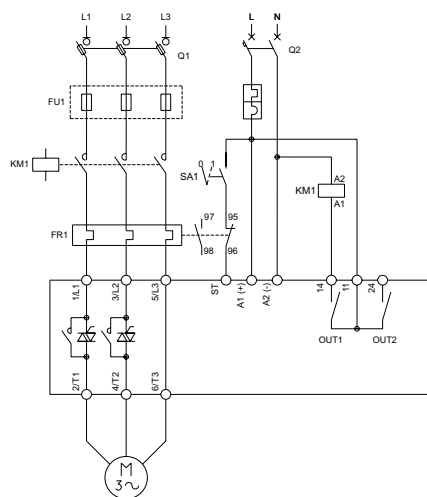 L1 L2 L3 L N
Q1 Q2
FU1
KM1
0 1
SA1
A2
KM1
A1
97 95
FR1
98 96
1/L1 3/L2 5/L3 ST A1 (+) A2 (-) 14 11 24
OUT1 OUT2
2/T1 4/T2 6/T3
M
3